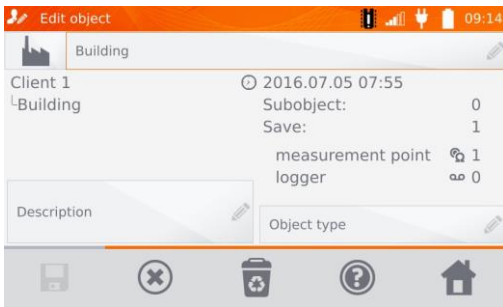 Edit object
09:14
Building
Client 1
└Building
2016.07.05 07:55
Subobject: 0
Save: 1
measurement point 1
logger 0
Description
Object type